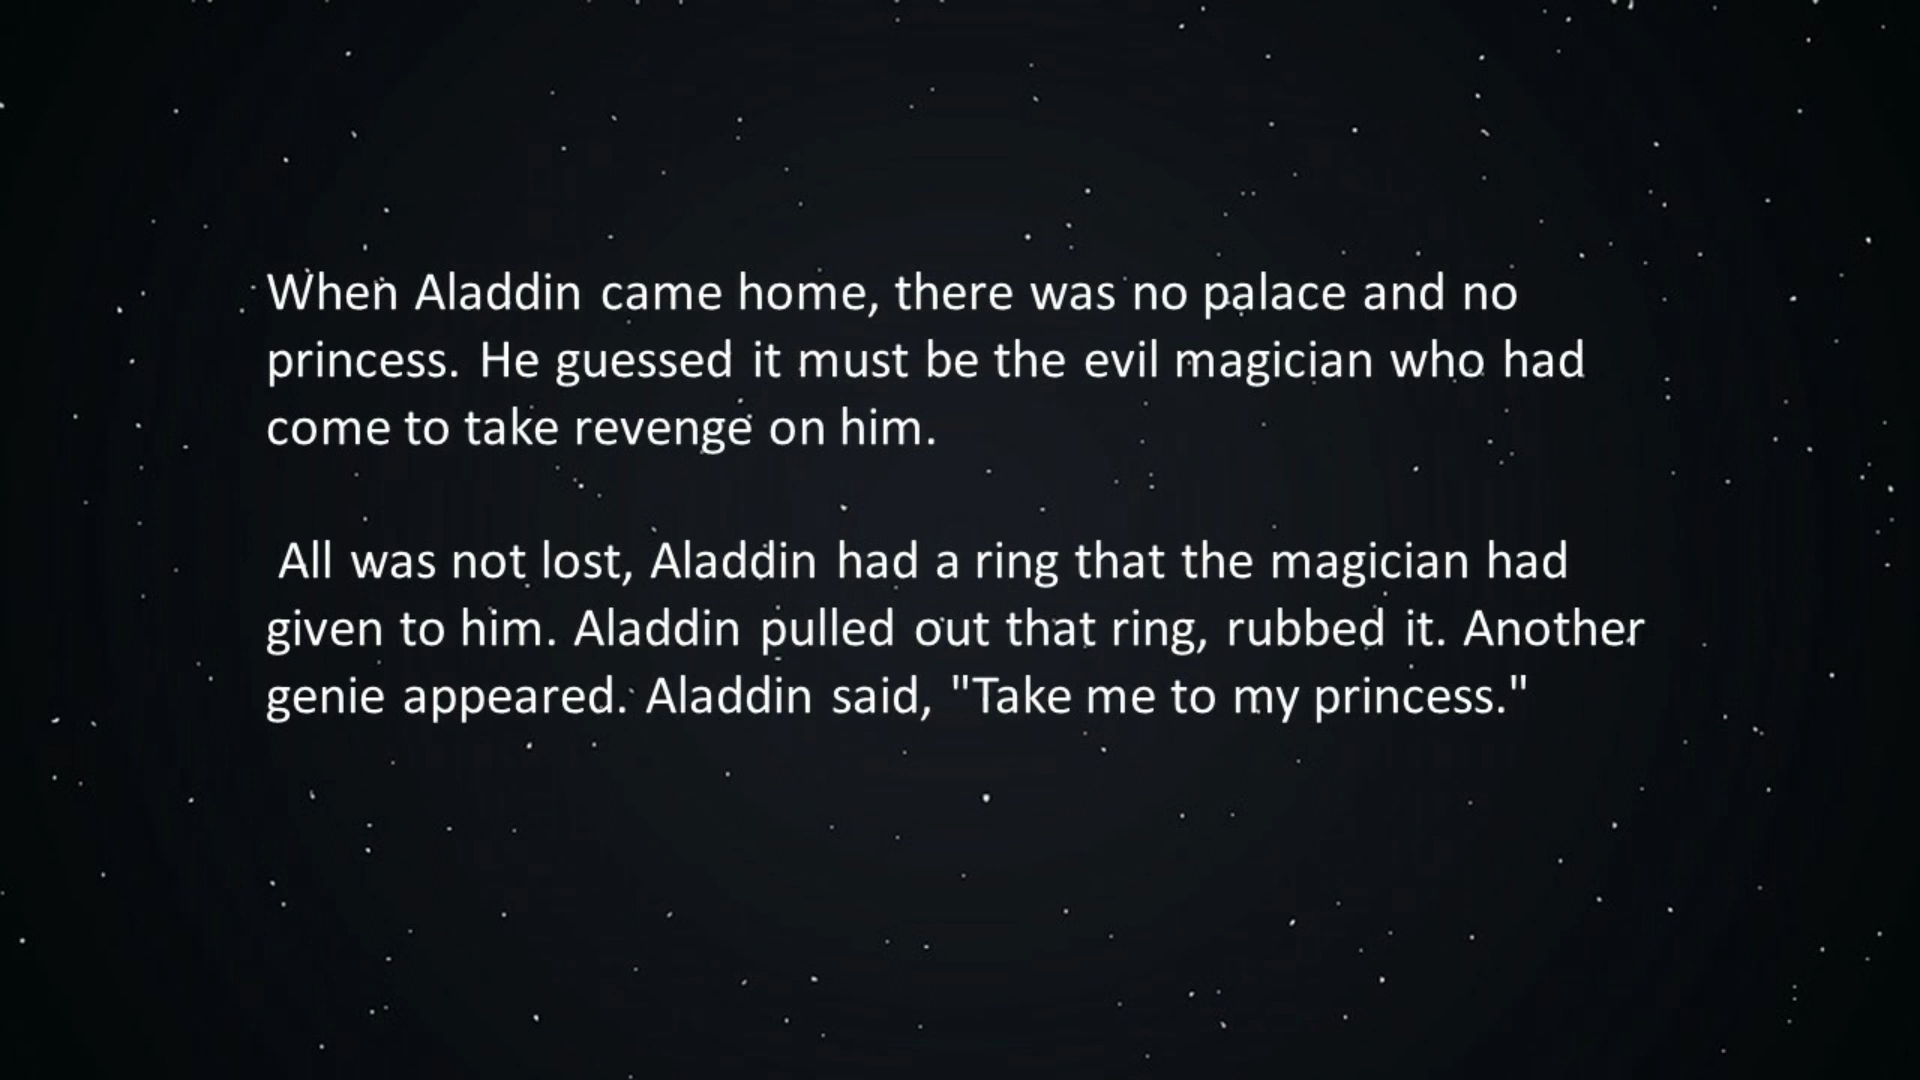 When Aladdin came home, there was no palace and no
princess. He guessed it must be the evil magician who had
come to take revenge on him.
All was not lost, Aladdin had a ring that the magician had
given to him. Aladdin pulled out that ring, rubbed it. Another
genie appeared. Aladdin said, "Take me to my princess."